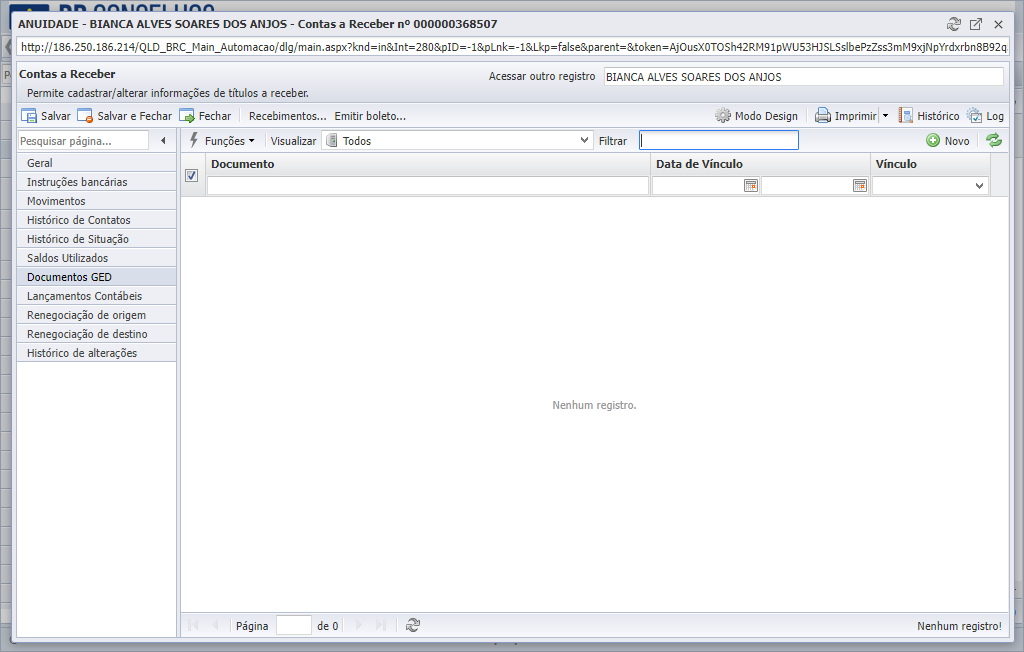 ANUIDADE - BIANCA ALVES SOARES DOS ANJOS - Contas a Receber nº 000000368507
http://186.250.186.214/QLD_BRC_Main_Automacao/dlg/main.aspx?knd=in&Int=280&pID=-1&pLnk=-1&Lkp=false&parent=&token=AjOusX0TOSh42RM91pWU53HJSLSslbePzZss3mM9xjNpYrdxrbn8B92q
Contas a Receber
Acessar outro registro BIANCA ALVES SOARES DOS ANJOS
Permite cadastrar/alterar informações de títulos a receber.
Salvar Salvar e Fechar Fechar Recebimentos... Emitir boleto... Modo Design Imprimir Histórico Log
Pesquisar página... Funções Visualizar Todos Filtrar Novo
Geral
Instruções bancárias
Movimentos
Histórico de Contatos
Histórico de Situação
Saldos Utilizados
Documentos GED
Lançamentos Contábeis
Renegociação de origem
Renegociação de destino
Histórico de alterações
Documento Data de Vínculo Vínculo
Nenhum registro.
Página de 0 Nenhum registro!